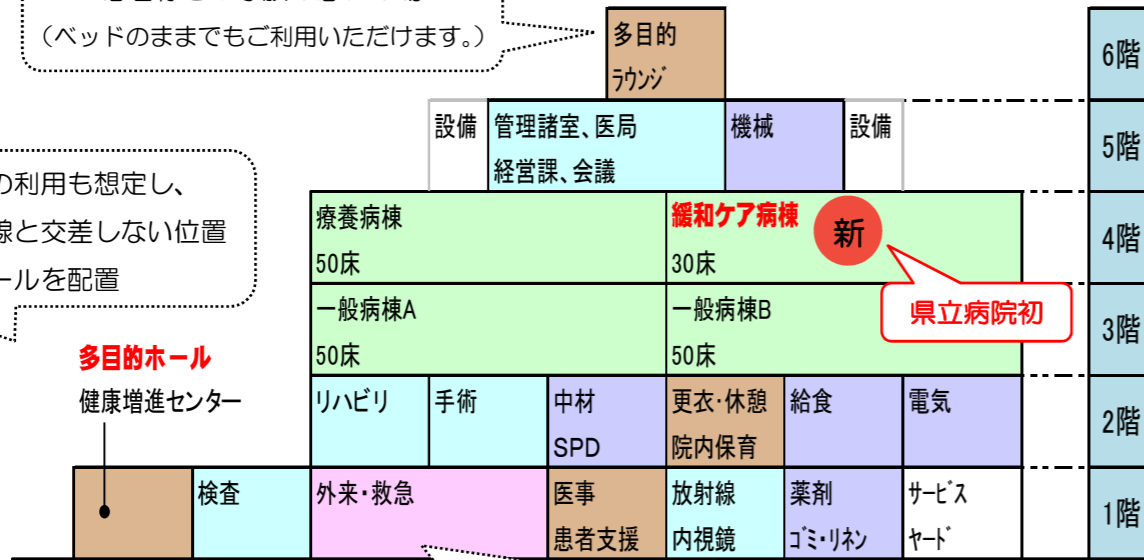 （ベッドのままでもご利用いただけます。）
多目的
ラウンジ
6階
設備
管理諸室、医局
経営課、会議
機械
設備
5階
の利用も想定し、
線と交差しない位置
ールを配置
療養病棟
50床
緩和ケア病棟
30床
新
4階
県立病院初
一般病棟A
50床
一般病棟B
50床
3階
多目的ホール
健康増進センター
リハビリ
手術
中材
SPD
更衣･休憩
院内保育
給食
電気
2階
検査
外来･救急
医事
患者支援
放射線
内視鏡
薬剤
ゴミ･リネン
サービス
ヤード
1階